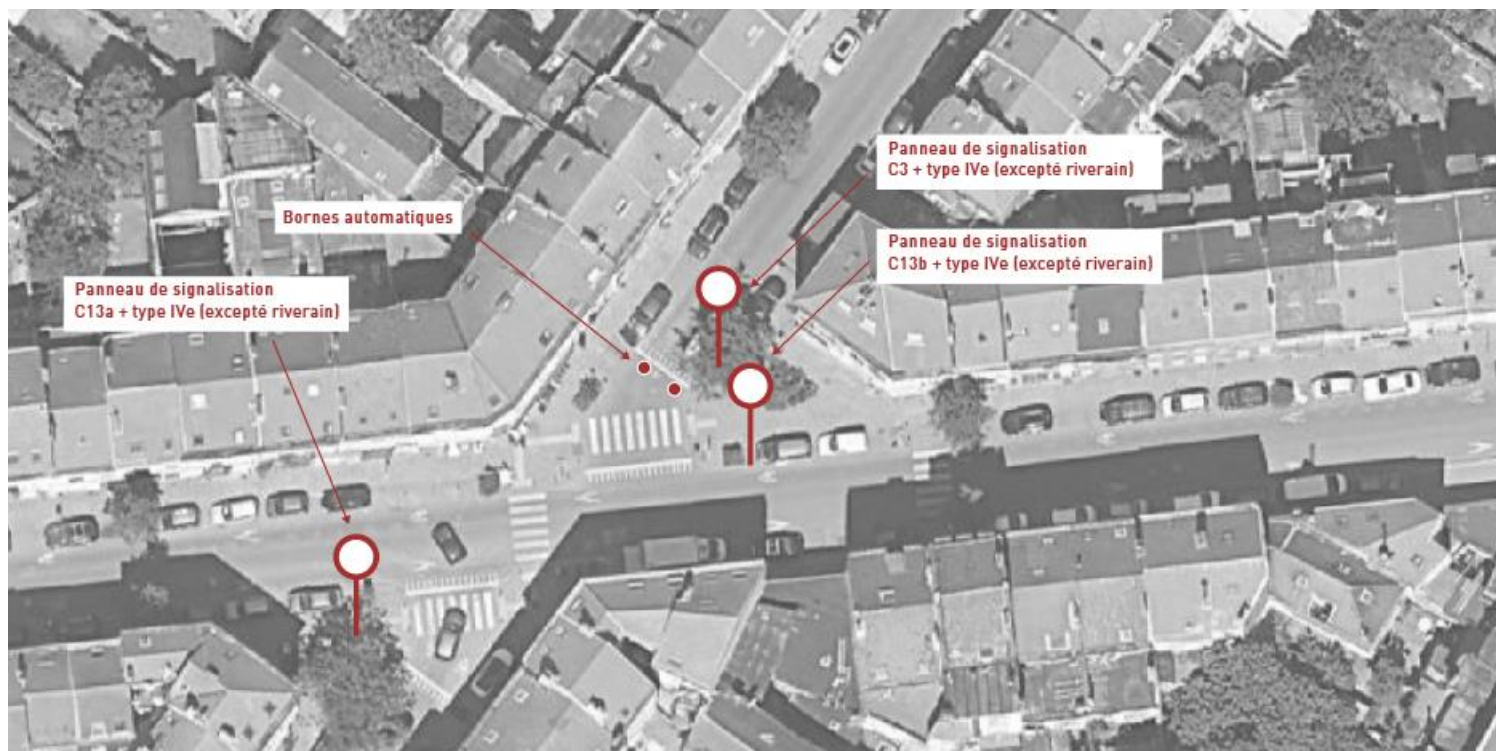 Panneau de signalisation
C3 + type IVe (excepté riverain)
Bornes automatiques
Panneau de signalisation
C13b + type IVe (excepté riverain)
Panneau de signalisation
C13a + type IVe (excepté riverain)